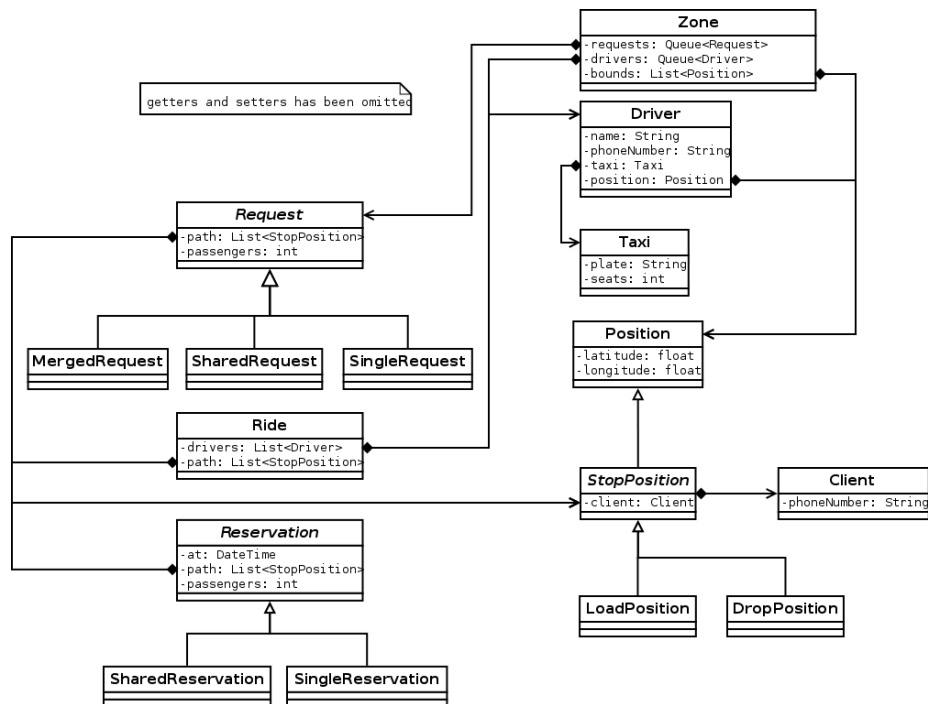 Zone
-requests: Queue<Request>
-drivers: Queue<Driver>
-bounds: List<Position>
getters and setters has been omitted
Driver
-name: String
-phoneNumber: String
-taxi: Taxi
-position: Position
Request
-path: List<StopPosition>
-passengers: int
Taxi
-plate: String
-seats: int
Position
-latitude: float
-longitude: float
MergedRequest
SharedRequest
SingleRequest
Ride
-drivers: List<Driver>
-path: List<StopPosition>
StopPosition
-client: Client
Client
-phoneNumber: String
Reservation
-at: DateTime
-path: List<StopPosition>
-passengers: int
LoadPosition
DropPosition
SharedReservation
SingleReservation